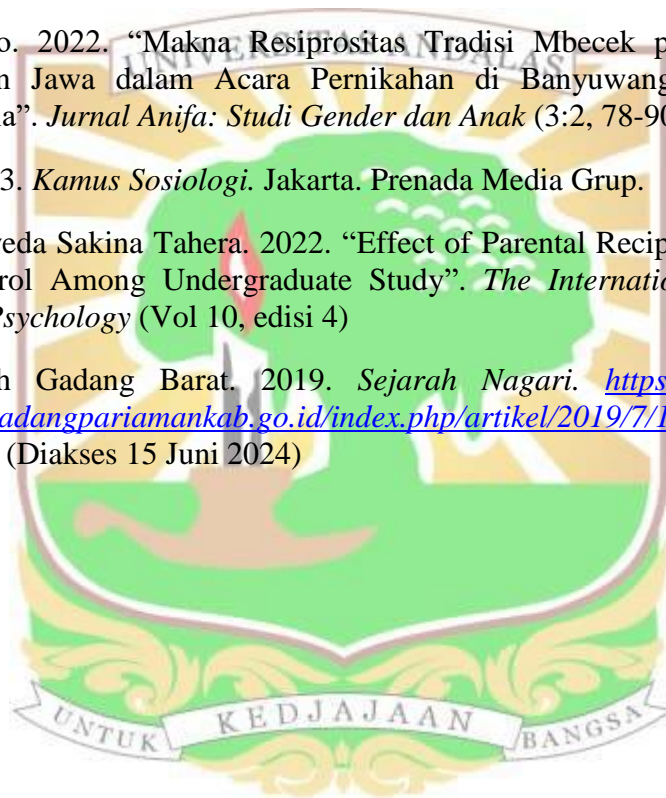 o. 2022. “Makna Resiprositas Tradisi Mbecek p
UNIVERSITAS ANDALAS
n Jawa dalam Acara Pernikahan di Banyuwang
a”. Jurnal Anifa: Studi Gender dan Anak (3:2, 78-90
3. Kamus Sosiologi. Jakarta. Prenada Media Grup.
eda Sakina Tahera. 2022. “Effect of Parental Recip
rol Among Undergraduate Study”. The Internatio
Psychology (Vol 10, edisi 4)
h Gadang Barat. 2019. Sejarah Nagari. https
adangpariamankab.go.id/index.php/artikel/2019/7/1
(Diakses 15 Juni 2024)
UNTUK KEDJAJAAN BANGSA